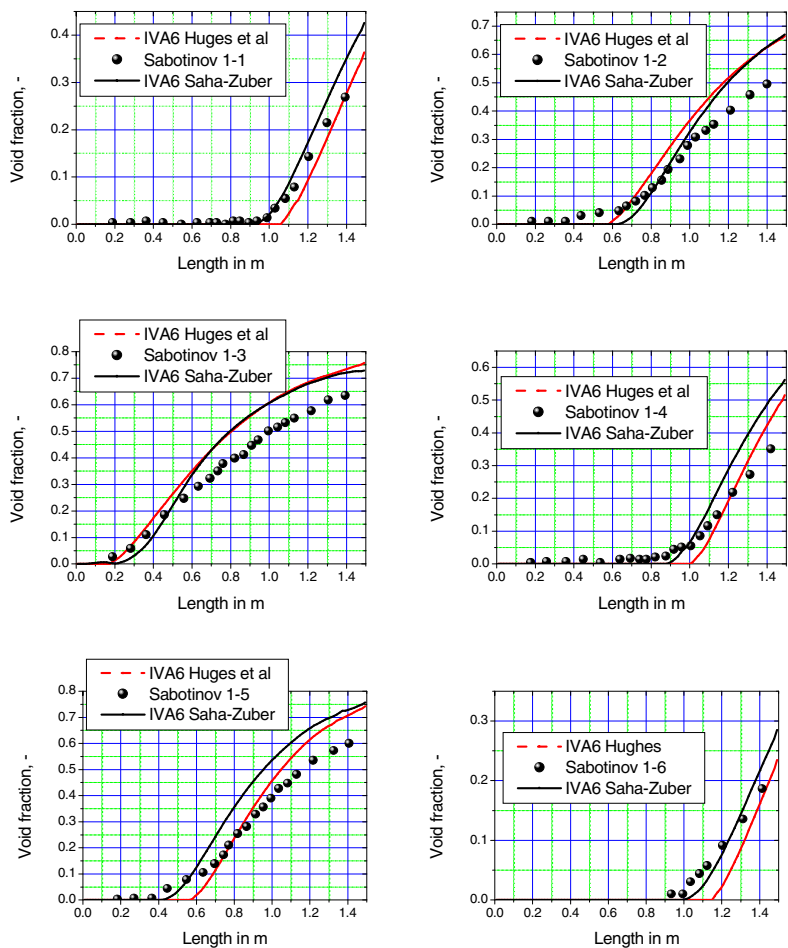 IVA6 Huges et al
Sabotinov 1-1
IVA6 Saha-Zuber
Void fraction, -
0.4
0.3
0.2
0.1
0.0
0.0 0.2 0.4 0.6 0.8 1.0 1.2 1.4
Length in m
IVA6 Huges et al
Sabotinov 1-2
IVA6 Saha-Zuber
Void fraction, -
0.7
0.6
0.5
0.4
0.3
0.2
0.1
0.0
0.0 0.2 0.4 0.6 0.8 1.0 1.2 1.4
Length in m
IVA6 Huges et al
Sabotinov 1-3
IVA6 Saha-Zuber
Void fraction, -
0.8
0.7
0.6
0.5
0.4
0.3
0.2
0.1
0.0
0.0 0.2 0.4 0.6 0.8 1.0 1.2 1.4
Length in m
IVA6 Huges et al
Sabotinov 1-4
IVA6 Saha-Zuber
Void fraction, -
0.6
0.5
0.4
0.3
0.2
0.1
0.0
0.0 0.2 0.4 0.6 0.8 1.0 1.2 1.4
Length in m
IVA6 Huges et al
Sabotinov 1-5
IVA6 Saha-Zuber
Void fraction, -
0.8
0.7
0.6
0.5
0.4
0.3
0.2
0.1
0.0
0.0 0.2 0.4 0.6 0.8 1.0 1.2 1.4
Length in m
IVA6 Hughes
Sabotinov 1-6
IVA6 Saha-Zuber
Void fraction, -
0.3
0.2
0.1
0.0
0.0 0.2 0.4 0.6 0.8 1.0 1.2 1.4
Length in m